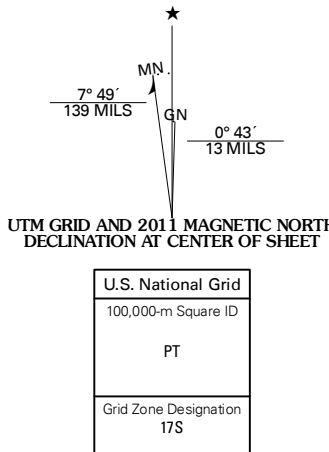 ★
MN.
7° 49´
139 MILS
GN
0° 43´
13 MILS
UTM GRID AND 2011 MAGNETIC NORTH
DECLINATION AT CENTER OF SHEET
U.S. National Grid
100,000-m Square ID
PT
Grid Zone Designation
17S